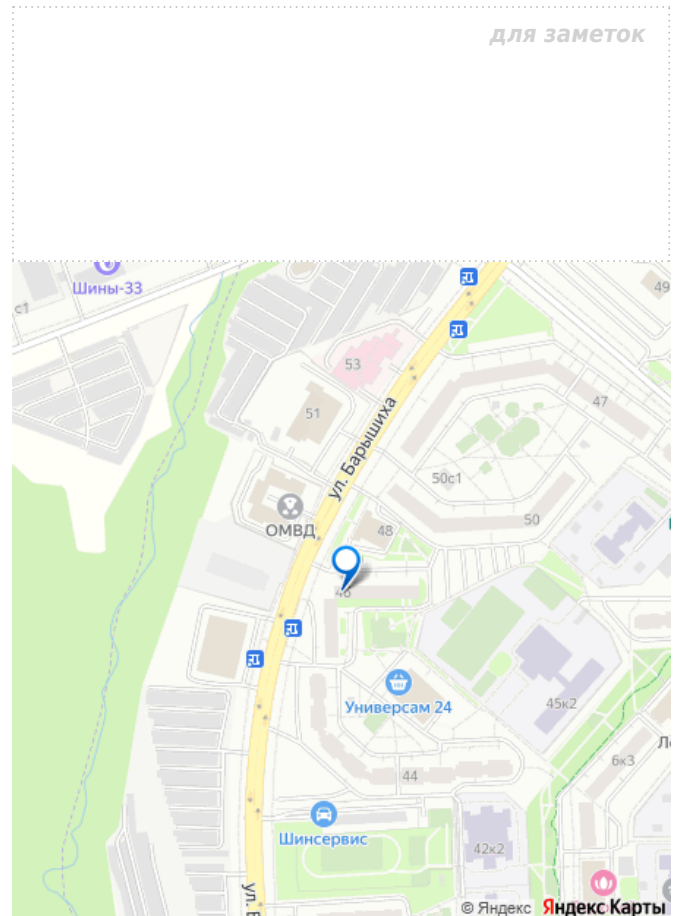 для заметок
Шины-33
с1
49
53
47
51
ул. Барышиха
50с1
50
ОМВД
48
46
Универсам 24
45к2
6к3
44
Шинсервис
42к2
© Яндекс Яндекс Карты